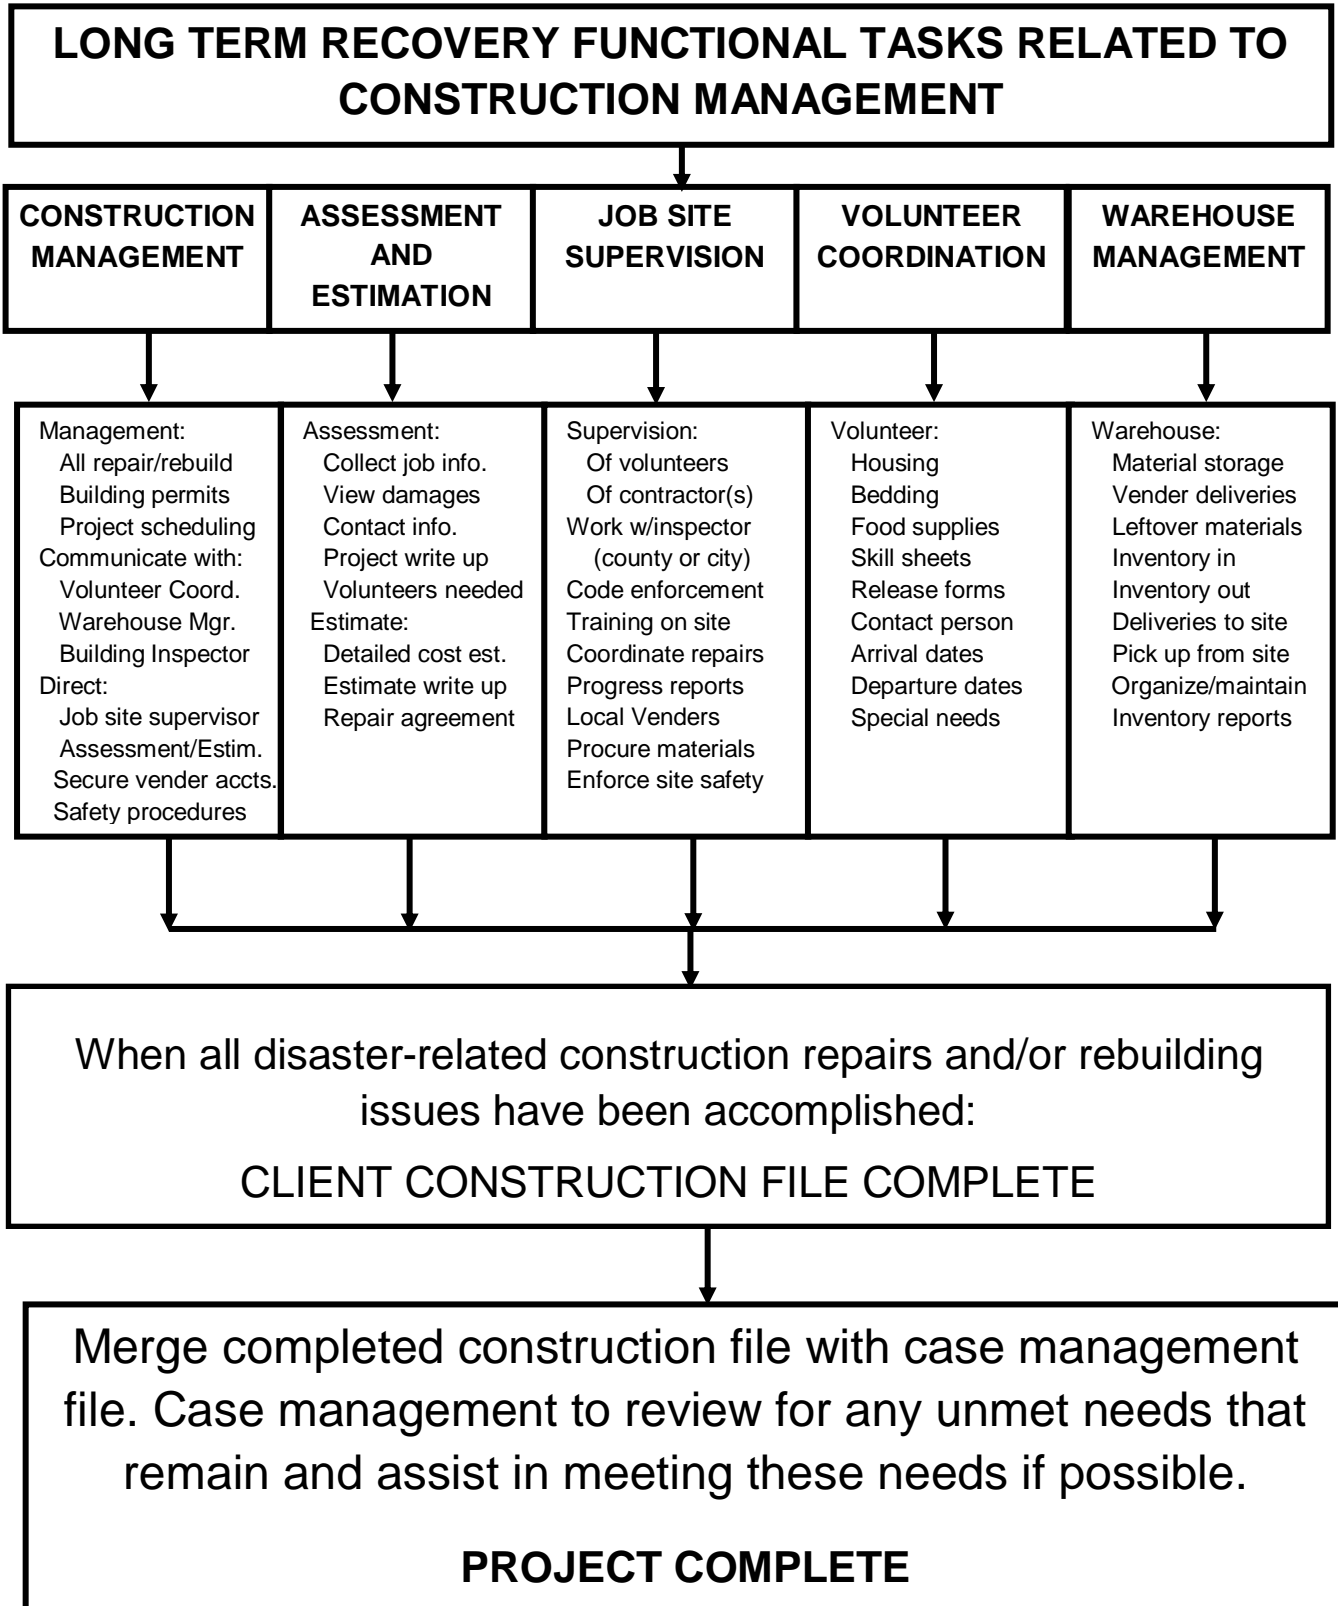 LONG TERM RECOVERY FUNCTIONAL TASKS RELATED TO
CONSTRUCTION MANAGEMENT
CONSTRUCTION
MANAGEMENT
ASSESSMENT
AND
ESTIMATION
JOB SITE
SUPERVISION
VOLUNTEER
COORDINATION
WAREHOUSE
MANAGEMENT
Management:
All repair/rebuild
Building permits
Project scheduling
Communicate with:
Volunteer Coord.
Warehouse Mgr.
Building Inspector
Direct:
Job site supervisor
Assessment/Estim.
Secure vender accts.
Safety procedures
Assessment:
Collect job info.
View damages
Contact info.
Project write up
Volunteers needed
Estimate:
Detailed cost est.
Estimate write up
Repair agreement
Supervision:
Of volunteers
Of contractor(s)
Work w/inspector
(county or city)
Code enforcement
Training on site
Coordinate repairs
Progress reports
Local Venders
Procure materials
Enforce site safety
Volunteer:
Housing
Bedding
Food supplies
Skill sheets
Release forms
Contact person
Arrival dates
Departure dates
Special needs
Warehouse:
Material storage
Vender deliveries
Leftover materials
Inventory in
Inventory out
Deliveries to site
Pick up from site
Organize/maintain
Inventory reports
When all disaster-related construction repairs and/or rebuilding
issues have been accomplished:
CLIENT CONSTRUCTION FILE COMPLETE
Merge completed construction file with case management
file. Case management to review for any unmet needs that
remain and assist in meeting these needs if possible.
PROJECT COMPLETE